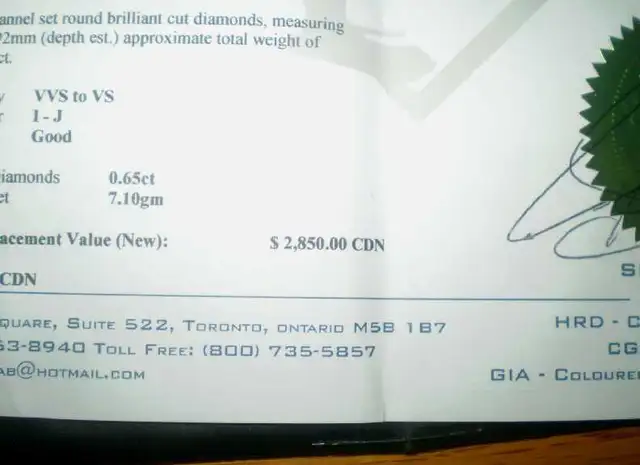 annel set round brilliant cut diamonds, measuring
2mm (depth est.) approximate total weight of
ct.
VVS to VS
I - J
Good
iamonds 0.65ct
et 7.10gm
acement Value (New): $ 2,850.00 CDN
CDN
QUARE, SUITE 522, TORONTO, ONTARIO M5B 1B7
63-8940 TOLL FREE: (800) 735-5857
AB@HOTMAIL.COM
S
HRD - C
CG
GIA - COLOURE